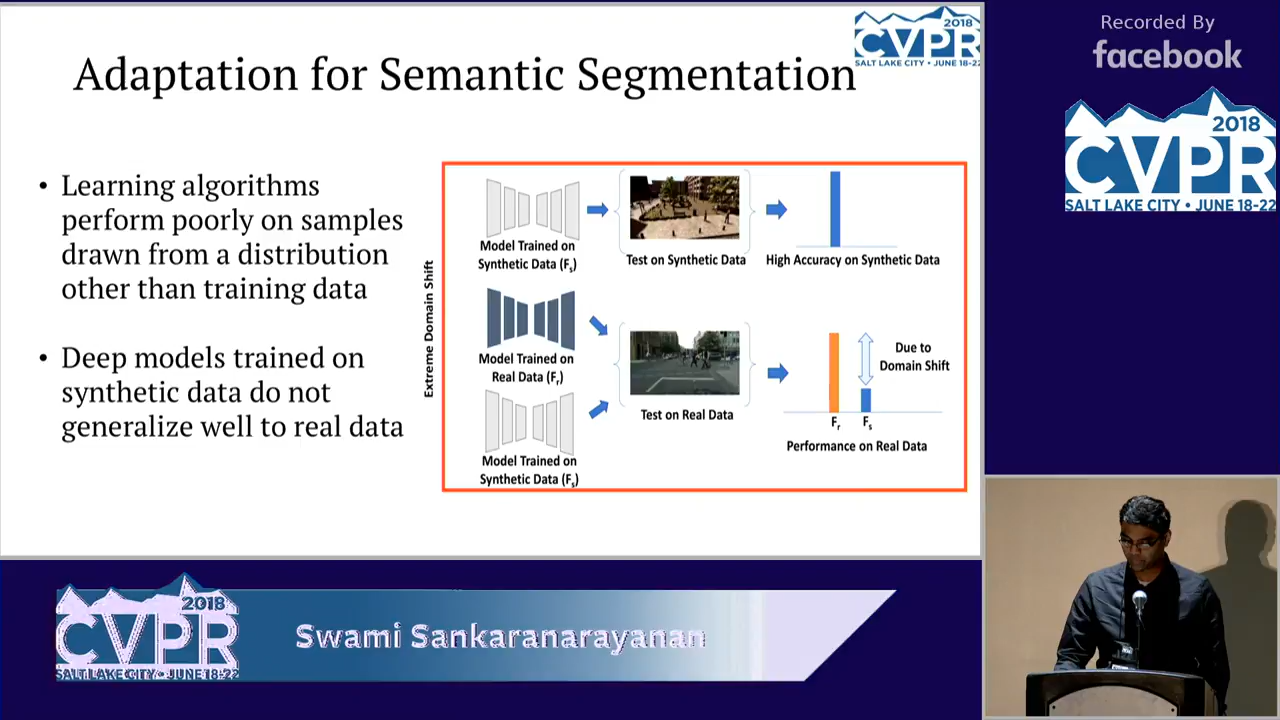 Adaptation for Semantic Segmentation
2018
CVPR
SALT LAKE CITY • JUNE 18-22
• Learning algorithms
perform poorly on samples
drawn from a distribution
other than training data
• Deep models trained on
synthetic data do not
generalize well to real data
Extreme Domain Shift
Model Trained on
Synthetic Data (Fs)
Test on Synthetic Data
High Accuracy on Synthetic Data
Model Trained on
Real Data (Fr)
Test on Real Data
Model Trained on
Synthetic Data (Fs)
Due to
Domain Shift
Fr
Fs
Performance on Real Data
Recorded By
facebook
2018
CVPR
SALT LAKE CITY • JUNE 18-22
2018
CVPR
SALT LAKE CITY • JUNE 18-22
Swami Sankaranarayanan